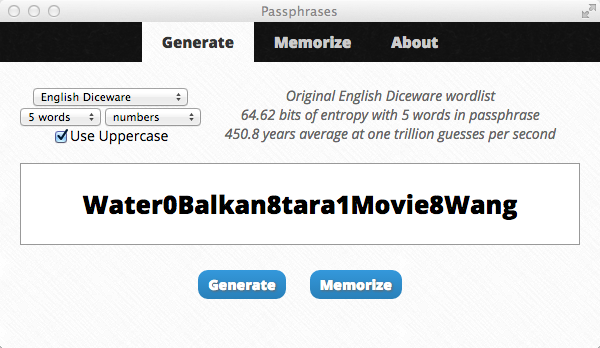 Passphrases
Generate Memorize About
English Diceware
5 words numbers
Use Uppercase
Original English Diceware wordlist
64.62 bits of entropy with 5 words in passphrase
450.8 years average at one trillion guesses per second
Water0Balkan8tara1Movie8Wang
Generate Memorize